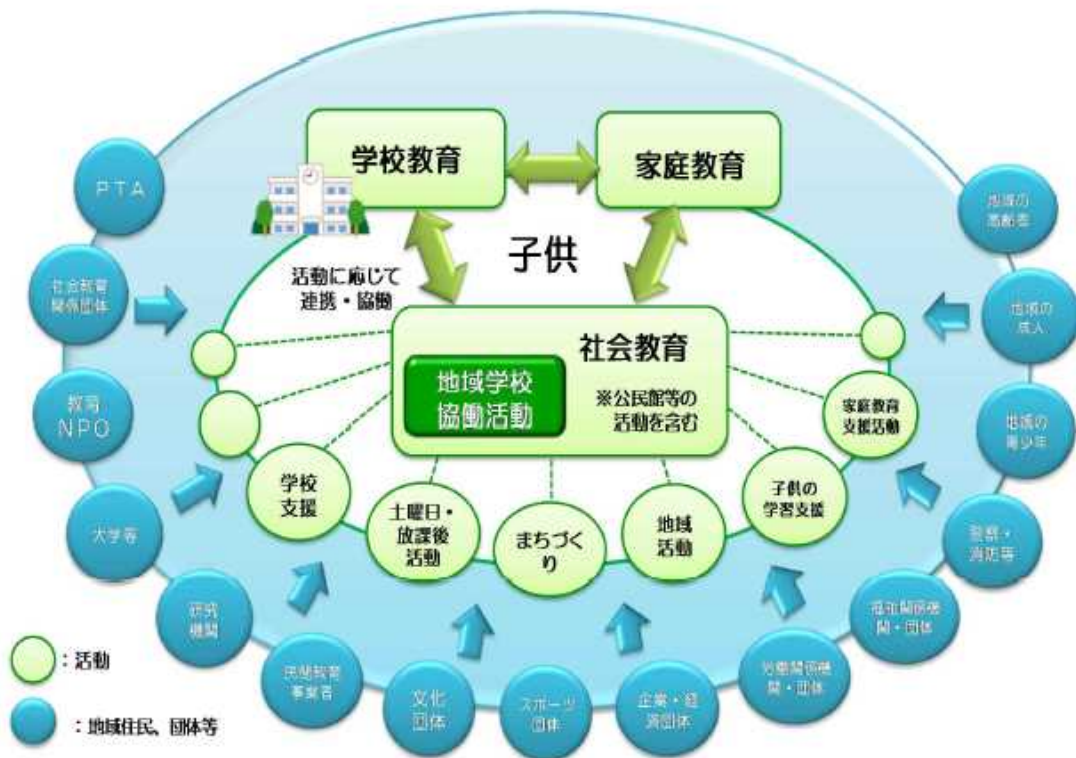 学校教育
家庭教育
子供
活動に応じて
連携・協働
社会教育
地域学校
協働活動
※公民館等の
活動を含む
学校
支援
土曜日・
放課後
活動
まちづく
り
地域
活動
子供の
学習支援
家庭教育
支援活動
PTA
社会教育
関係団体
教育
NPO
大学等
研究
機関
民間教育
事業者
文化
団体
スポーツ
団体
企業・経
済団体
労働関係機
関・団体
福祉関係機
関・団体
警察・
消防等
地域の
青少年
地域の
成人
地域の
高齢者
：活動
：地域住民、団体等